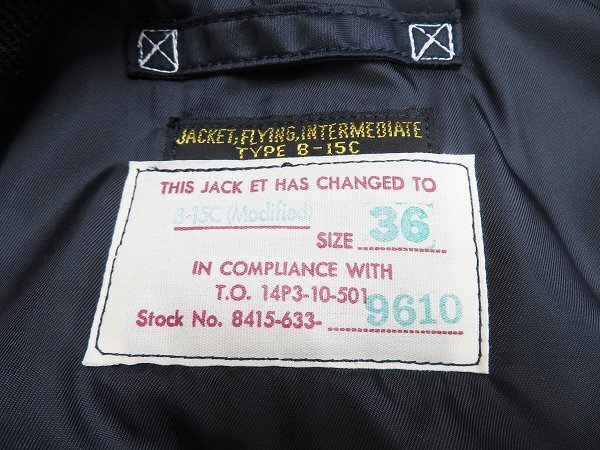 JACKET, FLYING, INTERMEDIATE
TYPE B-15C
THIS JACK ET HAS CHANGED TO
B-15C (Modified)
SIZE 36
IN COMPLIANCE WITH
T.O. 14P3-10-501
Stock No. 8415-633- 9610